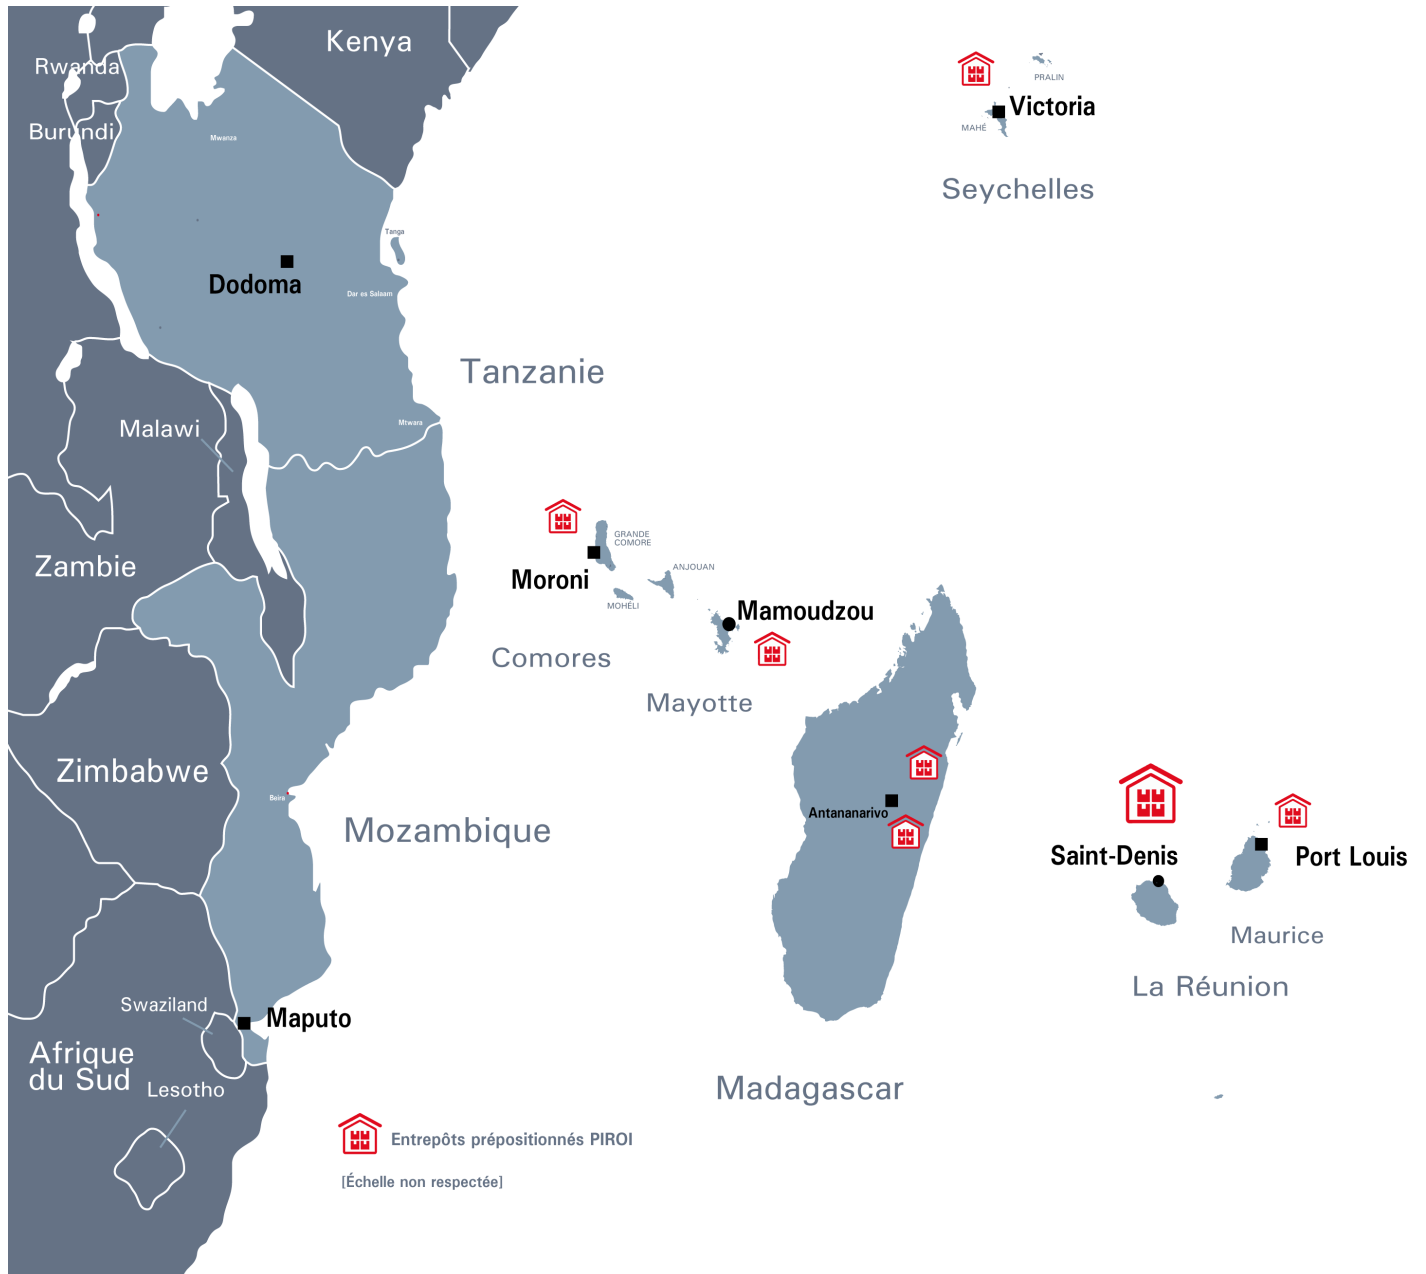 Kenya
Rwanda
PRALIN
Victoria
Burundi
MAHÉ
Mwanza
Seychelles
Tanga
Dodoma
Dar es Salaam
Tanzanie
Mtwara
Malawi
GRANDE
COMORE
Zambie
ANJOUAN
Moroni
MOHÉLI
Mamoudzou
Comores
Mayotte
Zimbabwe
Beira
Antananarivo
Mozambique
Saint-Denis
Port Louis
Maurice
La Réunion
Swaziland
Maputo
Afrique
du Sud
Lesotho
Madagascar
Entrepôts prépositionnés PIROI
[Échelle non respectée]